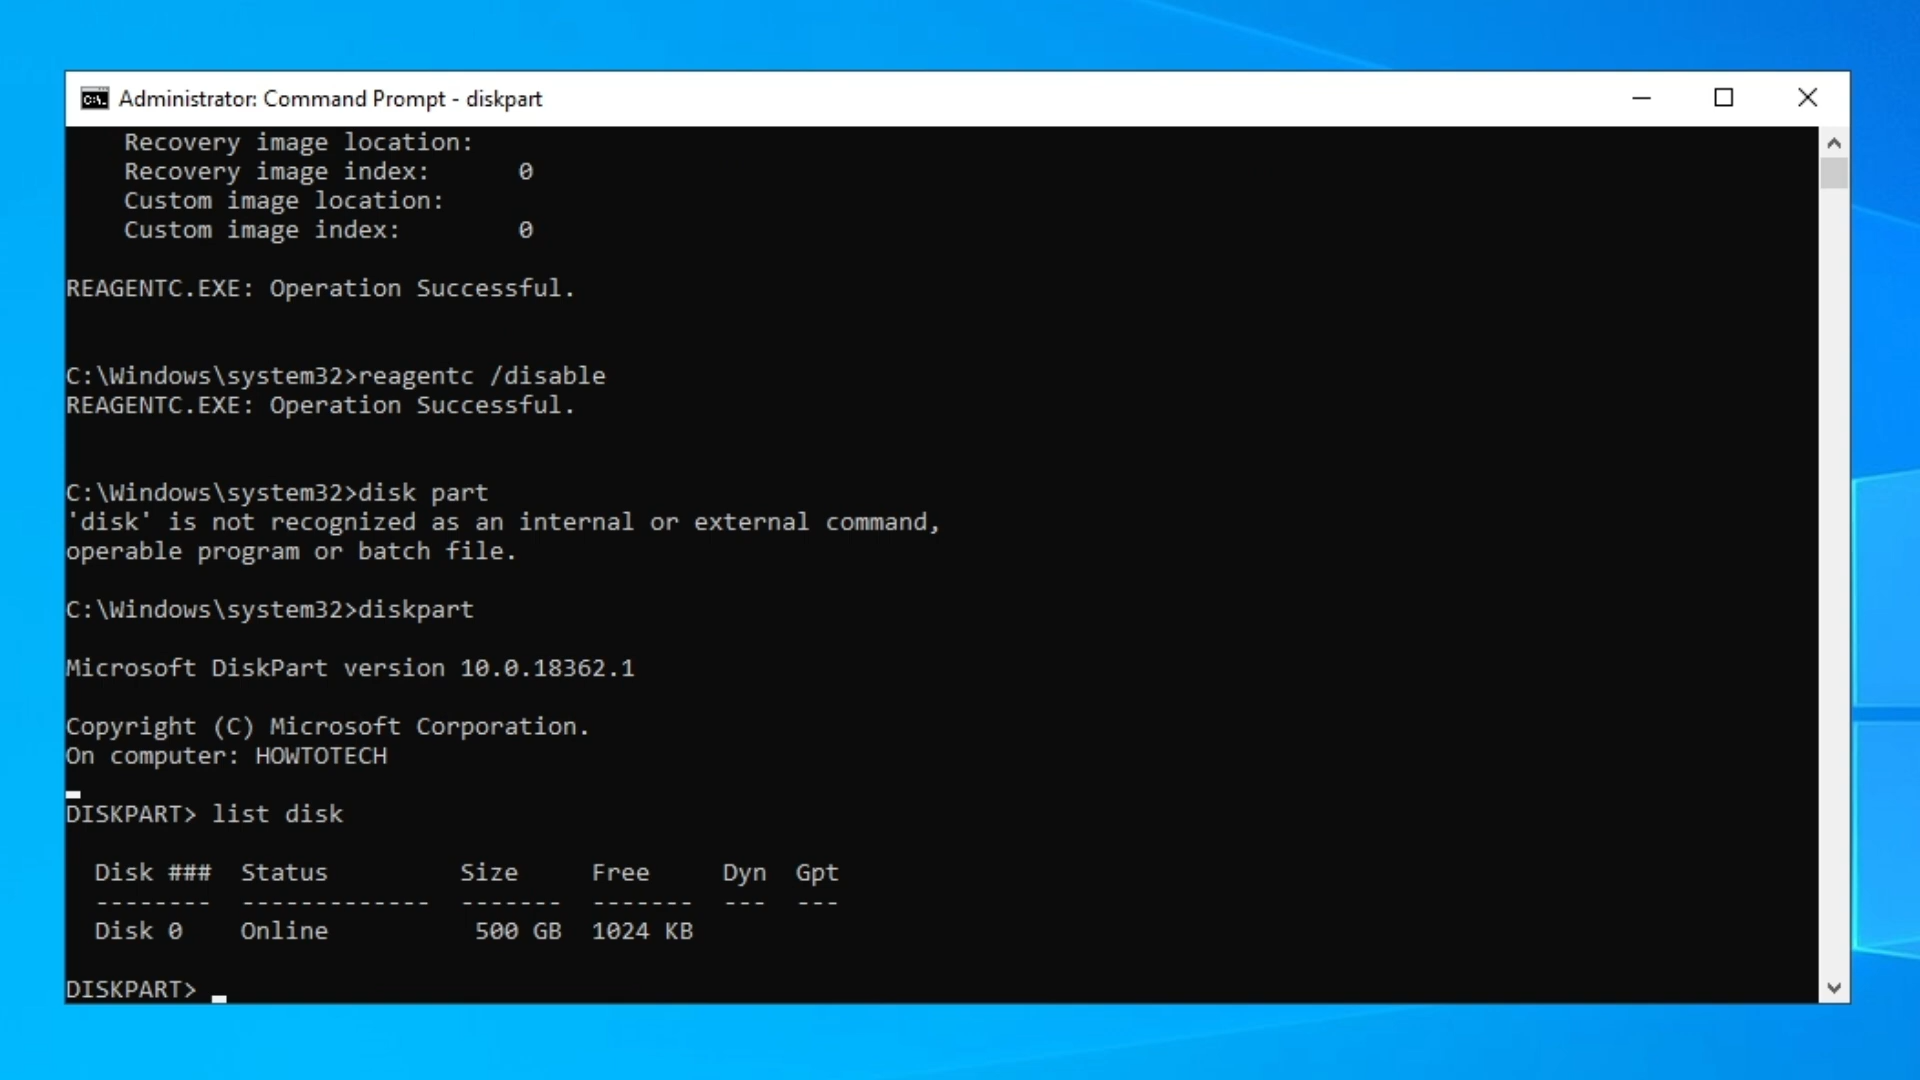 Administrator: Command Prompt - diskpart
Recovery image location:
Recovery image index: 0
Custom image location:
Custom image index: 0
REAGENTC.EXE: Operation Successful.
C:\Windows\system32>reagentc /disable
REAGENTC.EXE: Operation Successful.
C:\Windows\system32>disk part
'disk' is not recognized as an internal or external command,
operable program or batch file.
C:\Windows\system32>diskpart
Microsoft DiskPart version 10.0.18362.1
Copyright (C) Microsoft Corporation.
On computer: HOWTOTECH
DISKPART> list disk
Disk ### Status Size Free Dyn Gpt
-------- ------------- ------- ------- --- ---
Disk 0 Online 500 GB 1024 KB
DISKPART>